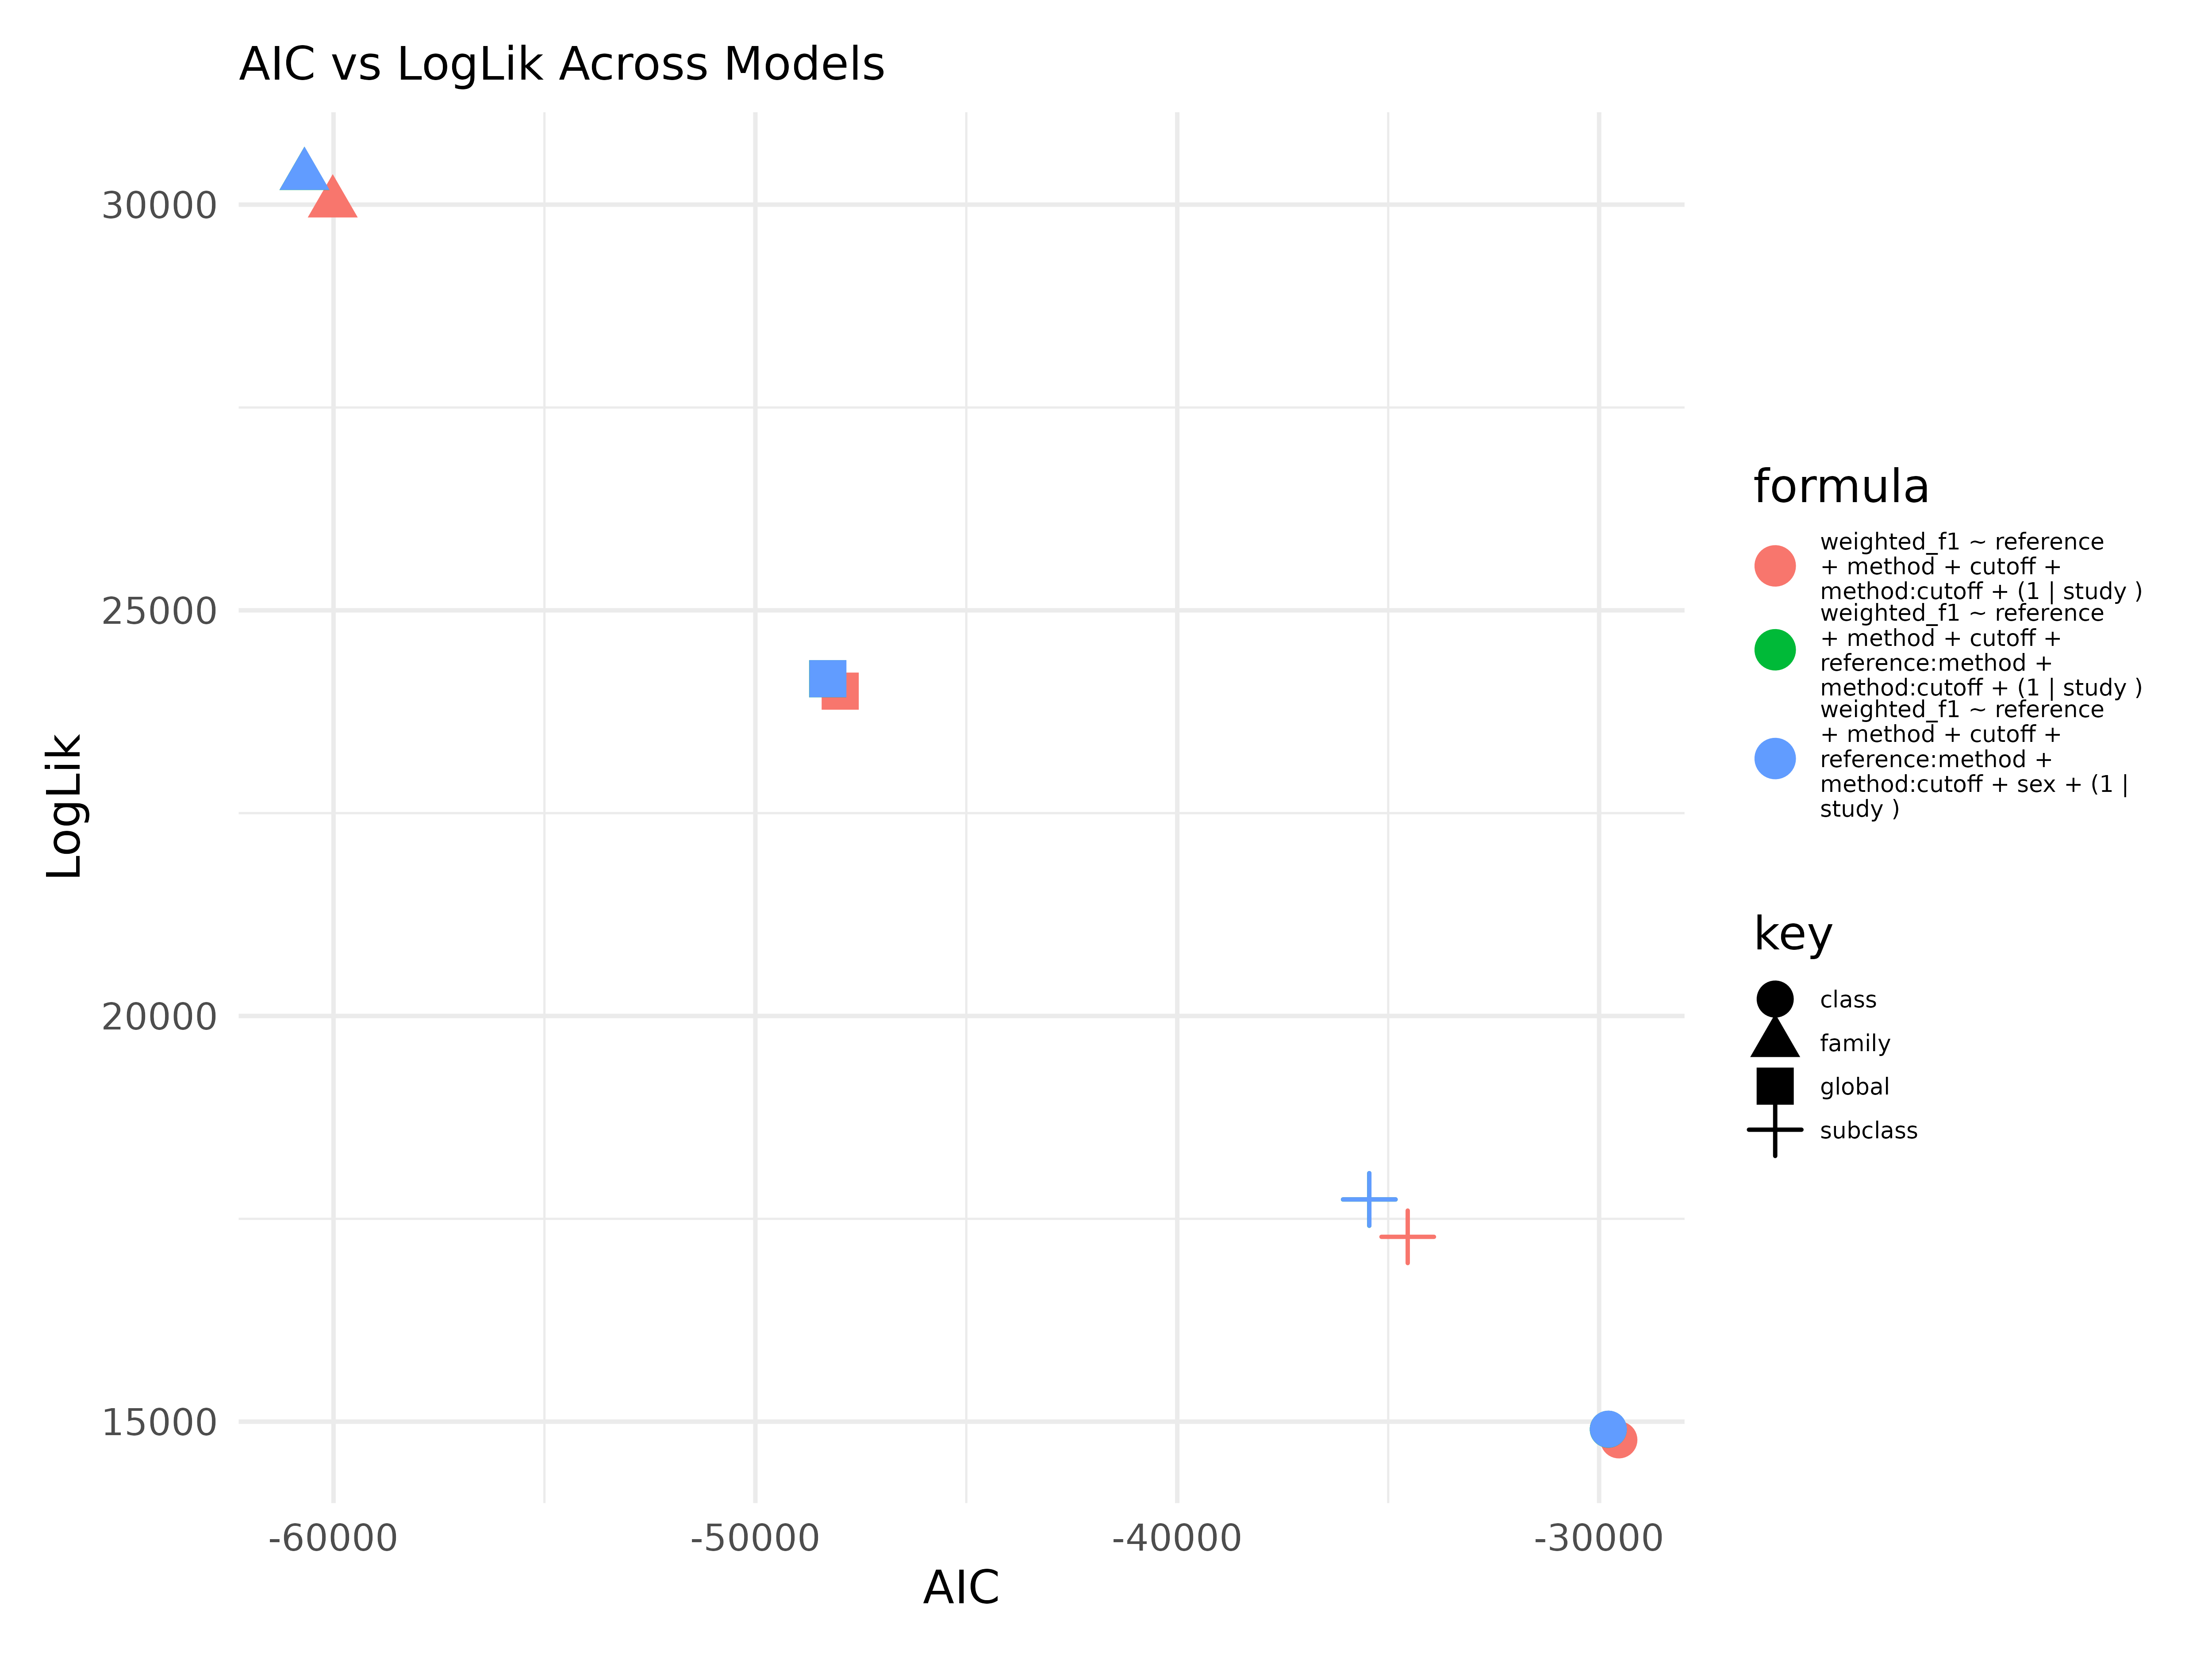 AIC vs LogLik Across Models
30000
25000
20000
15000
LogLik
-60000
-50000
-40000
-30000
AIC
formula
weighted_f1 ~ reference
+ method + cutoff +
method:cutoff + (1 | study )
weighted_f1 ~ reference
+ method + cutoff +
reference:method +
method:cutoff + (1 | study )
weighted_f1 ~ reference
+ method + cutoff +
reference:method +
method:cutoff + sex + (1 |
study )
key
class
family
global
subclass